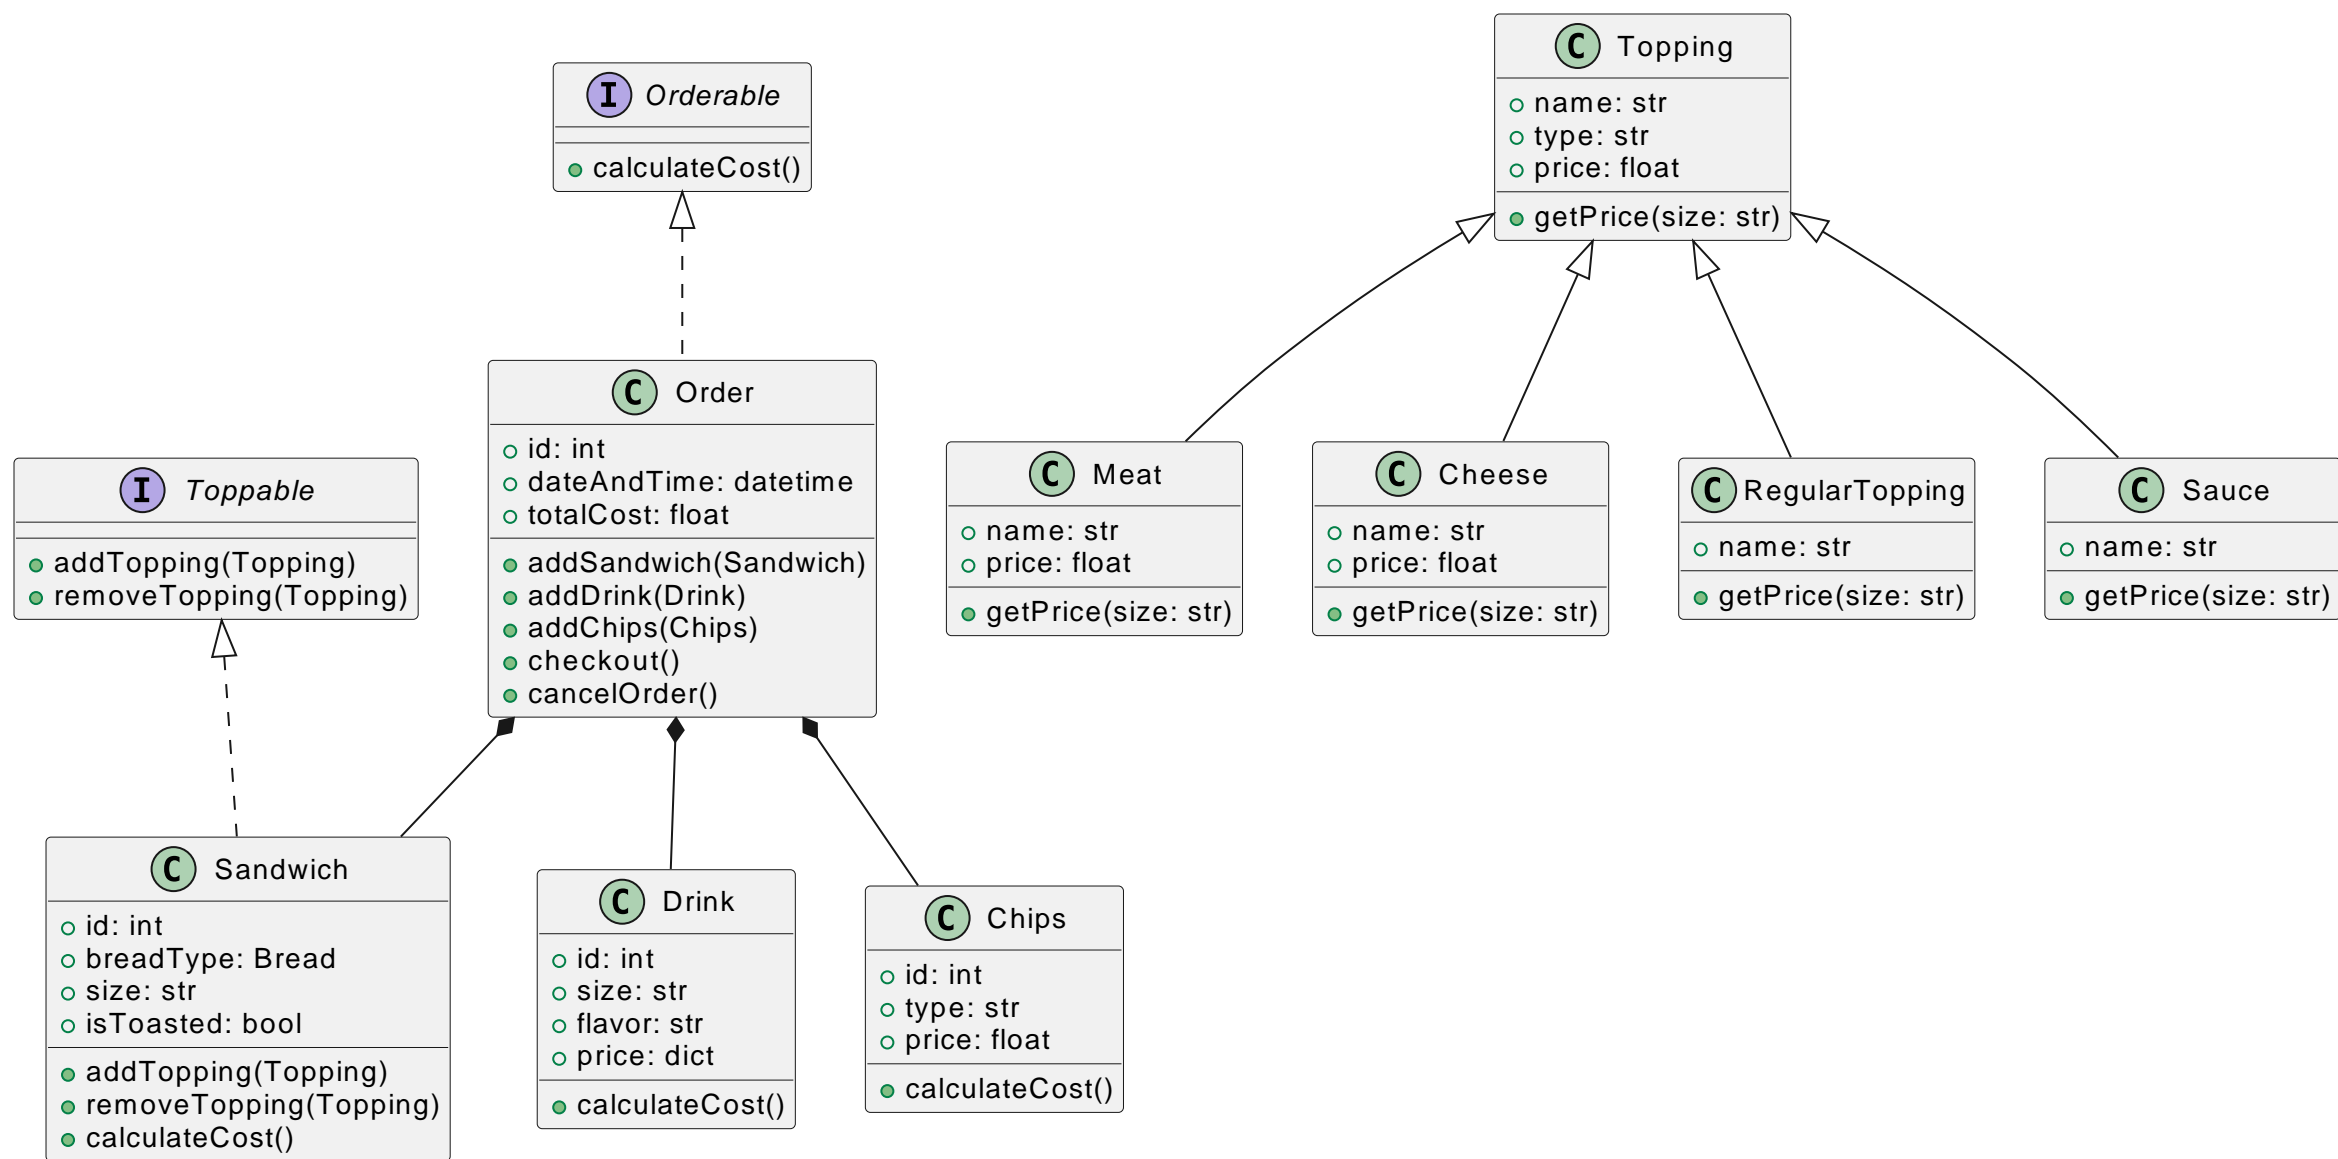 I Orderable
calculateCost()
C Topping
name: str
type: str
price: float
getPrice(size: str)
I Toppable
addTopping(Topping)
removeTopping(Topping)
C Order
id: int
dateAndTime: datetime
totalCost: float
addSandwich(Sandwich)
addDrink(Drink)
addChips(Chips)
checkout()
cancelOrder()
C Meat
name: str
price: float
getPrice(size: str)
C Cheese
name: str
price: float
getPrice(size: str)
C RegularTopping
name: str
getPrice(size: str)
C Sauce
name: str
getPrice(size: str)
C Sandwich
id: int
breadType: Bread
size: str
isToasted: bool
addTopping(Topping)
removeTopping(Topping)
calculateCost()
C Drink
id: int
size: str
flavor: str
price: dict
calculateCost()
C Chips
id: int
type: str
price: float
calculateCost()